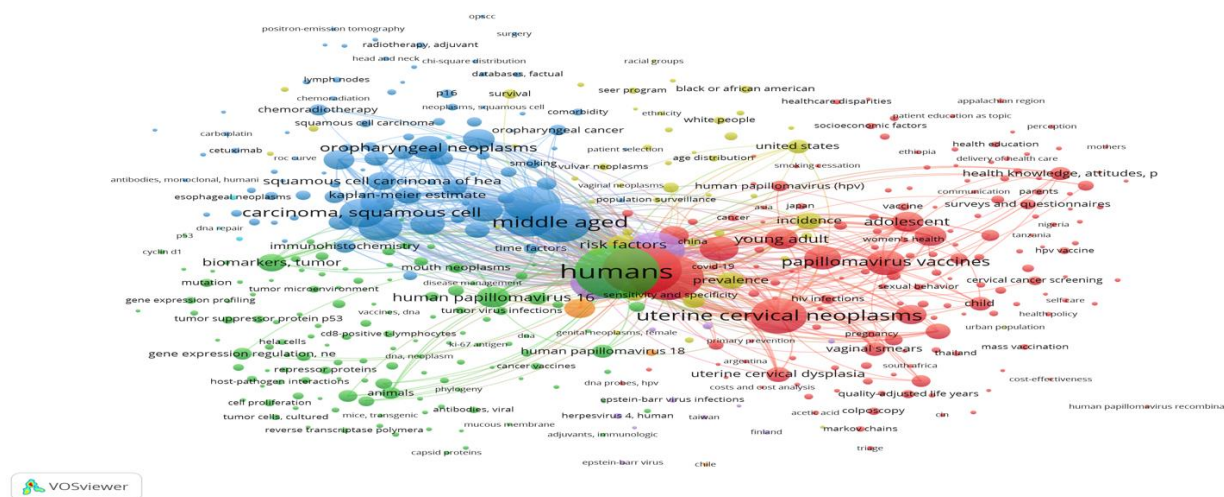 opscc
positron-emission tomography
surgery
radiotherapy, adjuvant
head and neck
chi-square distribution
racial groups
databases, factual
lymph nodes
seer program
black or african american
p16
survival
chemoradiation
healthcare disparities
appalachian region
neoplasms, squamous cell
chemoradiotherapy
comorbidity
ethnicity
patient education as topic
white people
squamous cell carcinoma
socioeconomic factors
perception
oropharyngeal cancer
carboplatin
united states
health education
mothers
oropharyngeal neoplasms
patient selection
ethiopia
cetuximab
roc curve
age distribution
delivery of health care
smoking
vulvar neoplasms
smoking cessation
health knowledge, attitudes, p
antibodies, monoclonal, humani
squamous cell carcinoma of hea
vaginal neoplasms
human papillomavirus (hpv)
communication
parents
kaplan-meier estimate
population surveillance
esophageal neoplasms
asia
japan
vaccine
surveys and questionnaires
carcinoma, squamous cell
middle aged
cancer
incidence
adolescent
nigeria
dna repair
p53
tanzania
young adult
women's health
cyclin d1
immunohistochemistry
time factors
risk factors
china
hpv vaccine
biomarkers, tumor
mouth neoplasms
humans
covid-19
papillomavirus vaccines
cervical cancer screening
mutation
disease management
prevalence
sexual behavior
tumor microenvironment
self-care
gene expression profiling
human papillomavirus 16
sensitivity and specificity
hiv infections
child
tumor suppressor protein p53
vaccines, dna
tumor virus infections
uterine cervical neoplasms
health policy
cd8-positive lymphocytes
urban population
hela cells
dna
genital neoplasms, female
pregnancy
ki-67 antigen
primary prevention
mass vaccination
gene expression regulation, ne
dna, neoplasm
human papillomavirus 18
vaginal smears
thailand
repressor proteins
cancer vaccines
argentina
south africa
host-pathogen interactions
uterine cervical dysplasia
cost-effectiveness
animals
phylogeny
dna probes, hpv
costs and cost analysis
quality-adjusted life years
cell proliferation
epstein-barr virus infections
tumor cells, cultured
mice, transgenic
antibodies, viral
herpesvirus 4, human
taiwan
acetic acid
colposcopy
cin
human papillomavirus recombina
mucous membrane
reverse transcriptase polymera
adjuvants, immunologic
finland
markov chains
capsid proteins
triage
epstein-barr virus
chile
VOSviewer